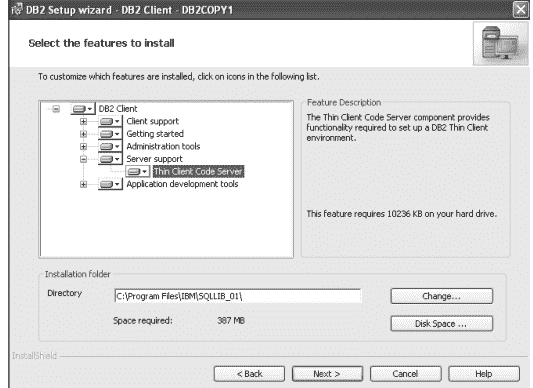 DB2 Setup wizard - DB2 Client - DB2COPY1
Select the features to install
To customize which features are installed, click on icons in the following list.
DB2 Client
Client support
Getting started
Administration tools
Server support
Thin Client Code Server
Application development tools
Feature Description
The Thin Client Code Server component provides
functionality required to set up a DB2 Thin Client
environment.
This feature requires 10236 KB on your hard drive.
Installation folder
Directory
C:\Program Files\IBM\SQLLIB_01\
Change...
Space required: 387 MB
Disk Space ...
InstallShield
< Back
Next >
Cancel
Help